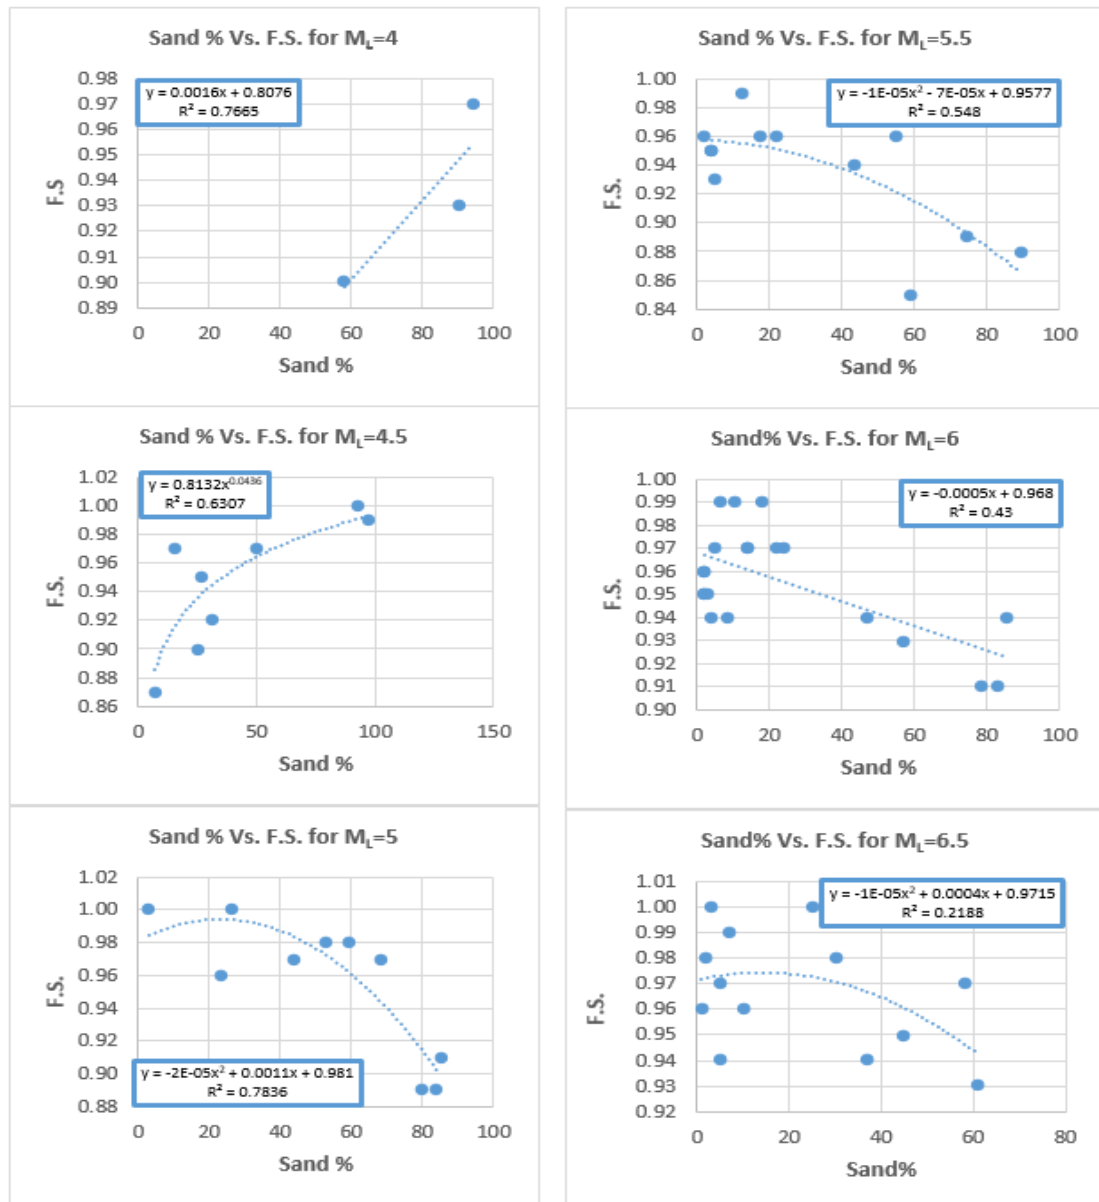 Sand % Vs. F.S. for M_L=4
y = 0.0016x + 0.8076
R² = 0.7665
0.98
0.97
0.96
0.95
0.94
0.93
0.92
0.91
0.90
0.89
F.S
0 20 40 60 80 100
Sand %
Sand % Vs. F.S. for M_L=5.5
y = -1E-05x² - 7E-05x + 0.9577
R² = 0.548
1.00
0.98
0.96
0.94
0.92
0.90
0.88
0.86
0.84
F.S.
0 20 40 60 80 100
Sand %
Sand % Vs. F.S. for M_L=4.5
y = 0.8132x^0.0436
R² = 0.6307
1.02
1.00
0.98
0.96
0.94
0.92
0.90
0.88
0.86
F.S.
0 50 100 150
Sand %
Sand% Vs. F.S. for M_L=6
y = -0.0005x + 0.968
R² = 0.43
1.00
0.99
0.98
0.97
0.96
0.95
0.94
0.93
0.92
0.91
0.90
F.S.
0 20 40 60 80 100
Sand %
Sand % Vs. F.S. for M_L=5
1.02
1.00
0.98
0.96
0.94
0.92
0.90
0.88
F.S.
y = -2E-05x² + 0.0011x + 0.981
R² = 0.7836
0 20 40 60 80 100
Sand %
Sand% Vs. F.S. for M_L=6.5
y = -1E-05x² + 0.0004x + 0.9715
R² = 0.2188
1.01
1.00
0.99
0.98
0.97
0.96
0.95
0.94
0.93
0.92
F.S.
0 20 40 60 80
Sand%